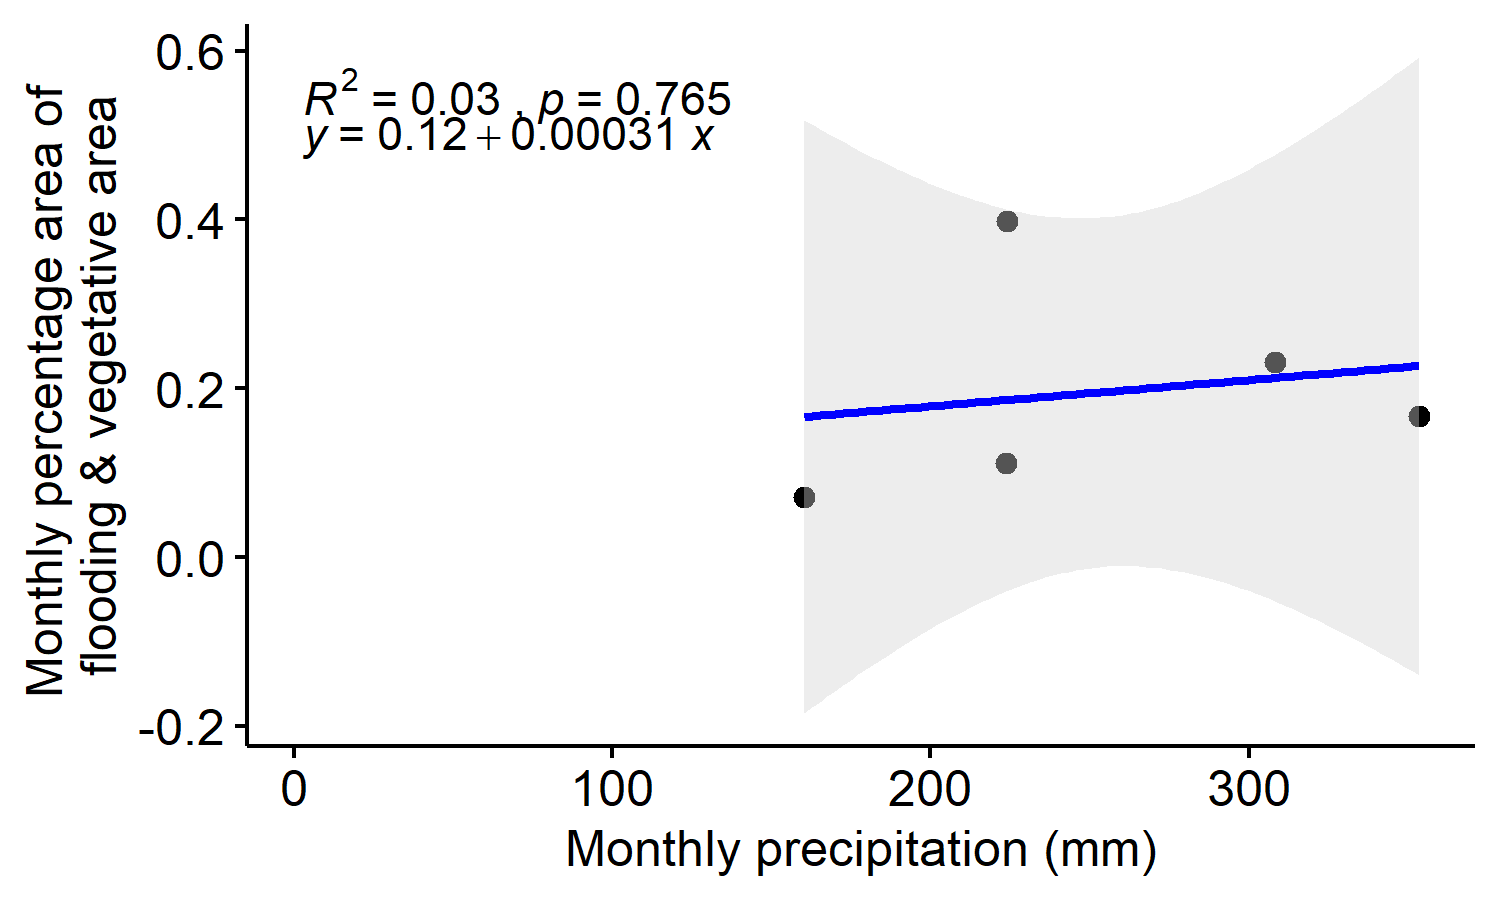 Monthly percentage area of
flooding & vegetative area
0.6
0.4
0.2
0.0
-0.2
R² = 0.03 , p = 0.765
y = 0.12 + 0.00031 x
0 100 200 300
Monthly precipitation (mm)